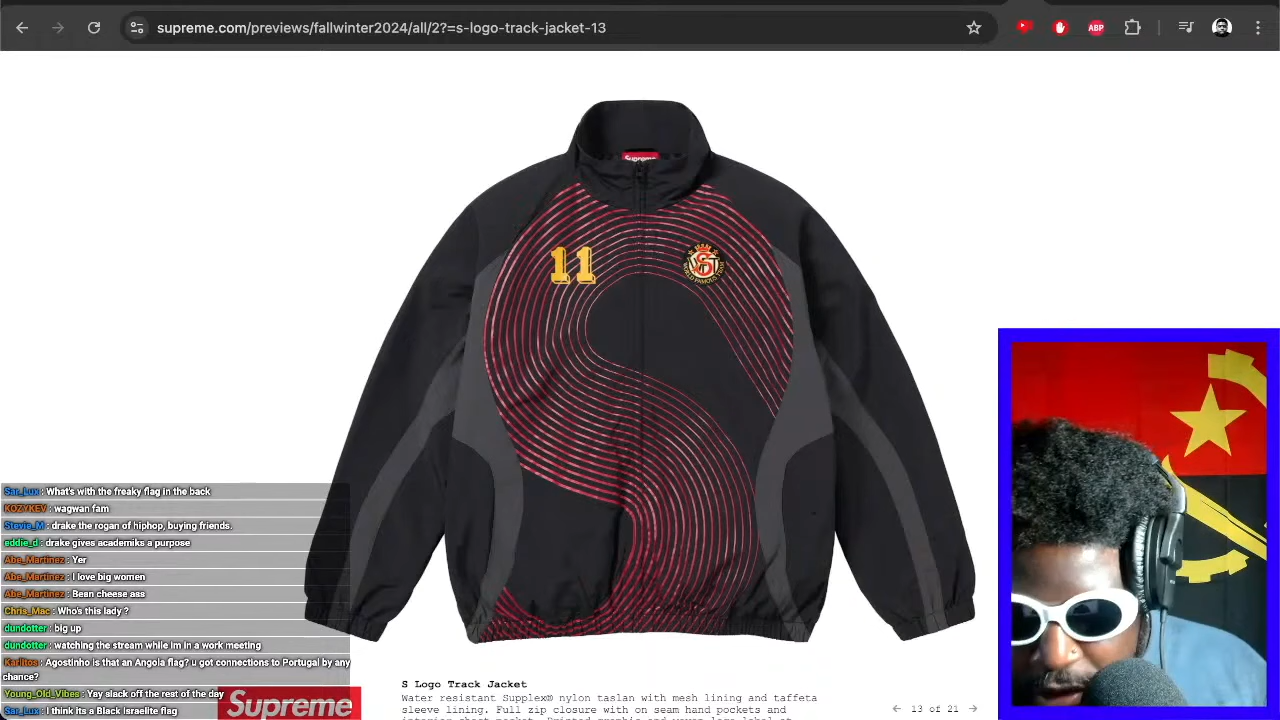 supreme.com/previews/fallwinter2024/all/2?=s-logo-track-jacket-13
ABP
Supreme
11
WORLD FAMOUS TEAM
Sar_Lux : What's with the freaky flag in the back
KOZYKEV : wagwan fam
Stevie_M : drake the rogan of hiphop, buying friends.
eddie_d : drake gives academiks a purpose
Abe_Martinez : Yer
Abe_Martinez : I love big women
Abe_Martinez : Bean cheese ass
Chris_Mac : Who's this lady ?
dundotter : big up
dundotter : watching the stream while im in a work meeting
Karlitos : Agostinho is that an Angola flag? u got connections to Portugal by any
chance?
Young_Old_Vibes : Yay slack off the rest of the day
Sar_Lux : I think its a Black Israelite flag
Supreme
S Logo Track Jacket
Water resistant Supplex® nylon taslan with mesh lining and taffeta
sleeve lining. Full zip closure with on seam hand pockets and
13 of 21